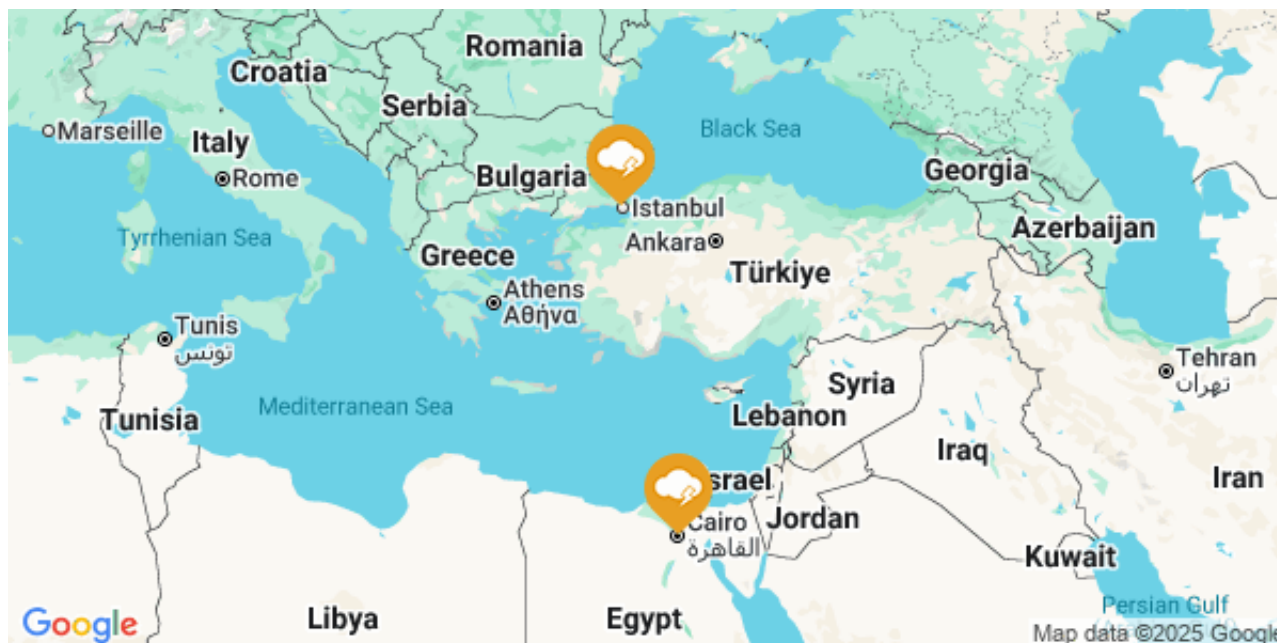 Romania
Croatia
Serbia
Marseille
Italy
Black Sea
Rome
Bulgaria
Georgia
Istanbul
Azerbaijan
Tyrrhenian Sea
Ankara
Greece
Türkiye
Athens
Αθήνα
Tunis
تونس
Tehran
تهران
Syria
Mediterranean Sea
Lebanon
Tunisia
Iraq
srael
Iran
Cairo
القاهرة
Jordan
Kuwait
Persian Gulf
Libya
Egypt
Google
Map data ©2025 Google